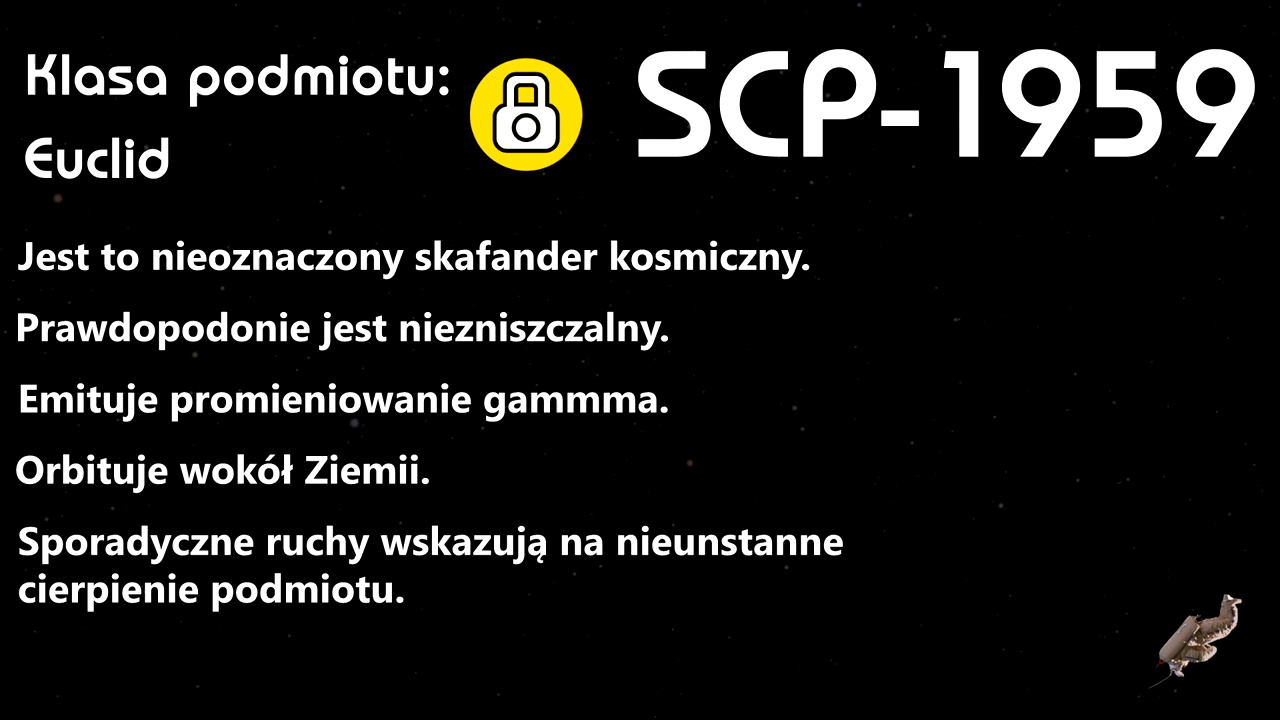 Klasa podmiotu:
Euclid
SCP-1959
Jest to nieoznaczony skafander kosmiczny.
Prawdopodonie jest niezniszczalny.
Emituje promieniowanie gammma.
Orbituje wokół Ziemii.
Sporadyczne ruchy wskazują na nieunstanne
cierpienie podmiotu.